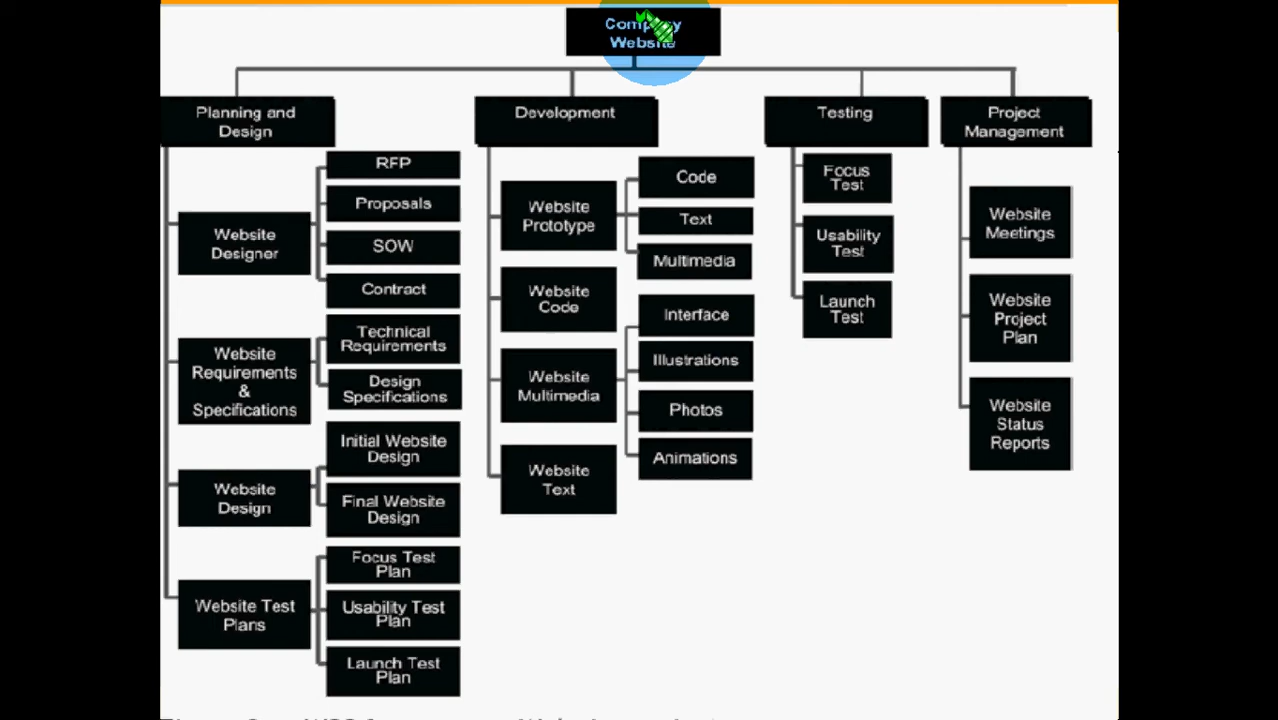 Company
Website
Planning and
Design
Development
Testing
Project
Management
Website
Designer
RFP
Proposals
SOW
Contract
Website
Requirements
&
Specifications
Technical
Requirements
Design
Specifications
Website
Design
Initial Website
Design
Final Website
Design
Website Test
Plans
Focus Test
Plan
Usability Test
Plan
Launch Test
Plan
Website
Prototype
Code
Text
Multimedia
Website
Code
Website
Multimedia
Interface
Illustrations
Photos
Animations
Website
Text
Focus
Test
Usability
Test
Launch
Test
Website
Meetings
Website
Project
Plan
Website
Status
Reports